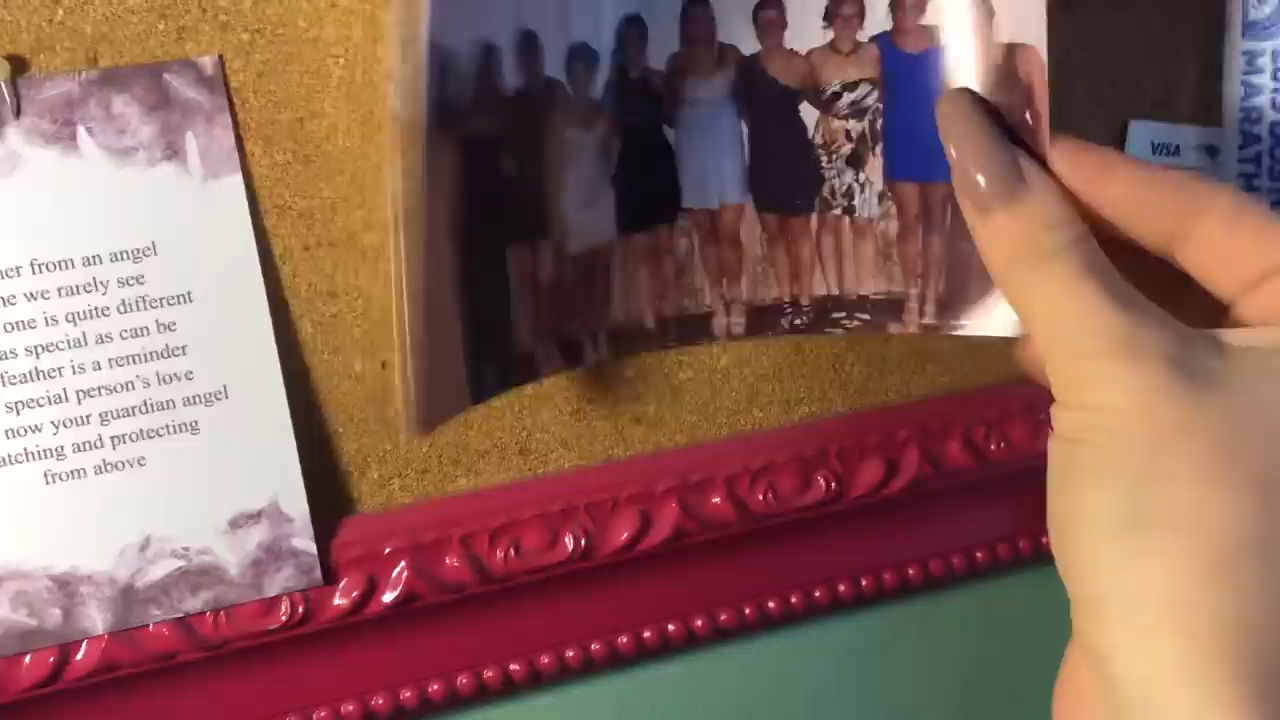 her from an angel
ne we rarely see
one is quite different
as special as can be
feather is a reminder
special person's love
now your guardian angel
atching and protecting
from above
VISA
MARATH